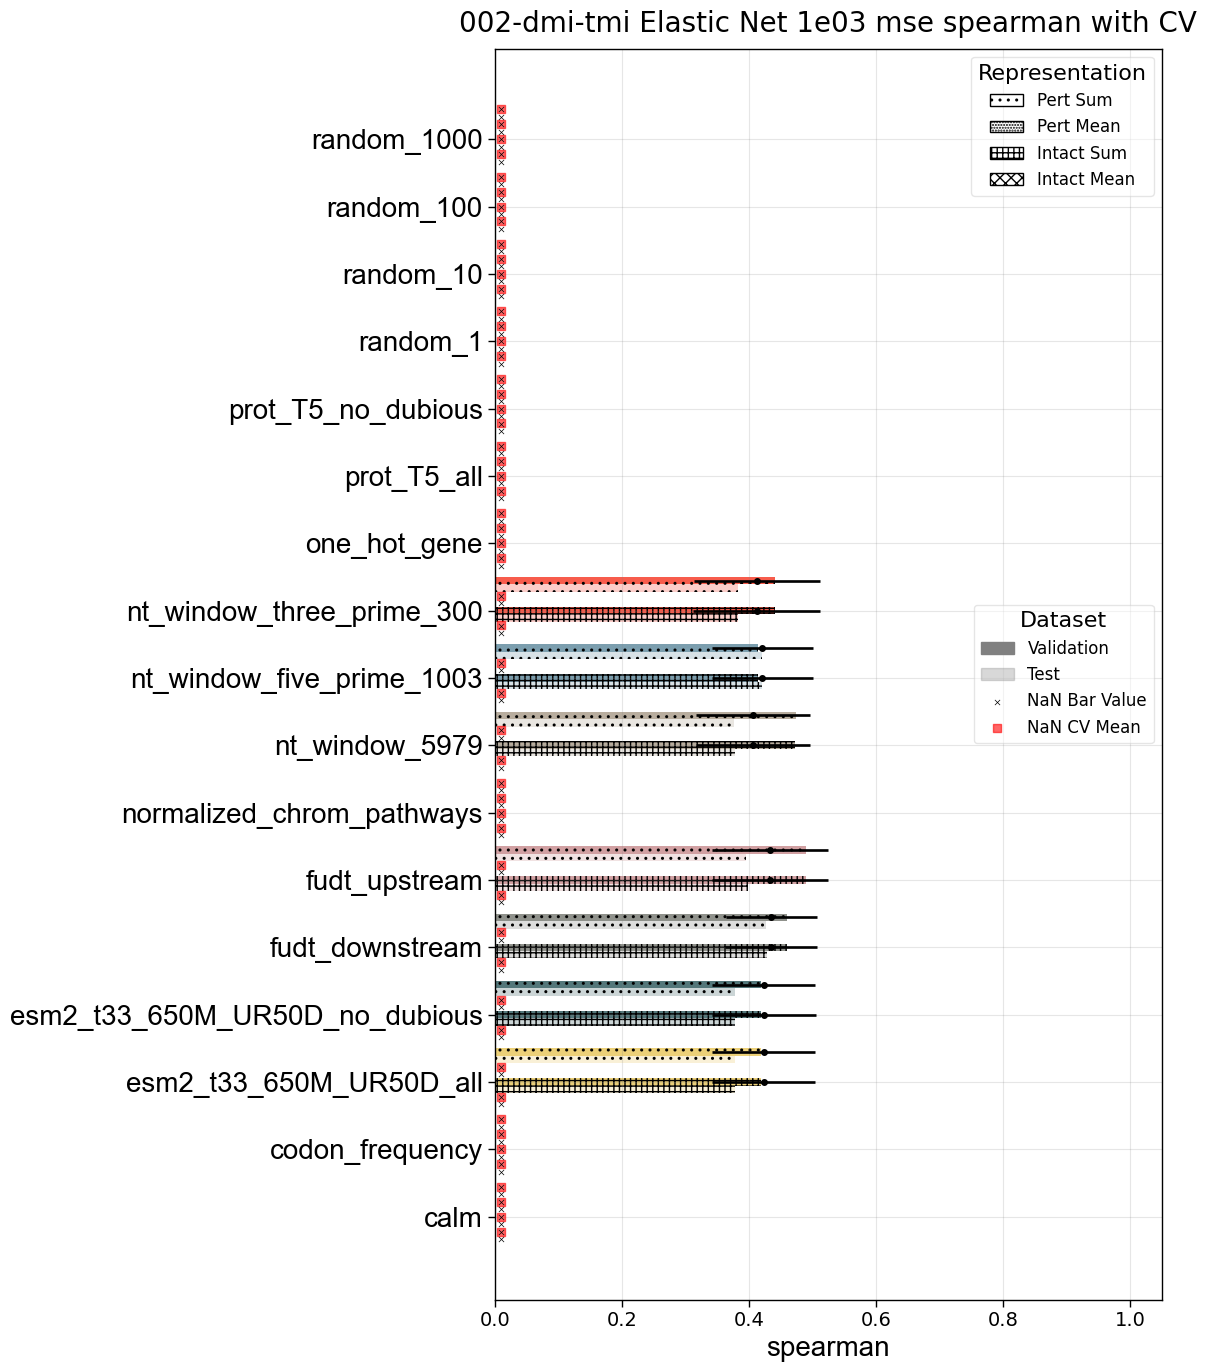 002-dmi-tmi Elastic Net 1e03 mse spearman with CV
Representation
Pert Sum
Pert Mean
Intact Sum
Intact Mean
random_1000
random_100
random_10
random_1
prot_T5_no_dubious
prot_T5_all
one_hot_gene
nt_window_three_prime_300
nt_window_five_prime_1003
nt_window_5979
normalized_chrom_pathways
fudt_upstream
fudt_downstream
esm2_t33_650M_UR50D_no_dubious
esm2_t33_650M_UR50D_all
codon_frequency
calm
Dataset
Validation
Test
NaN Bar Value
NaN CV Mean
0.0 0.2 0.4 0.6 0.8 1.0
spearman